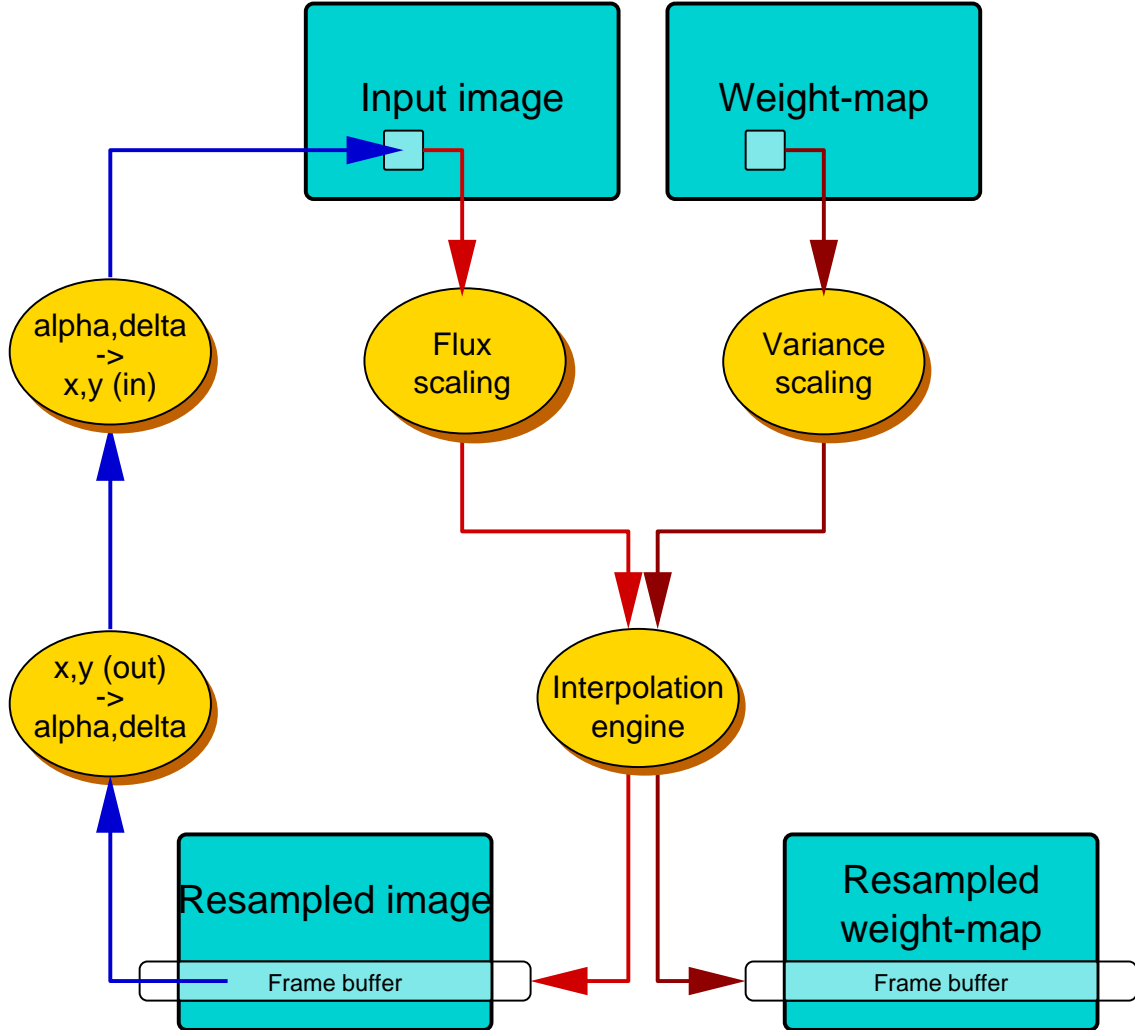 Input image
Weight-map
alpha,delta
->
x,y (in)
Flux
scaling
Variance
scaling
x,y (out)
->
alpha,delta
Interpolation
engine
Resampled image
Frame buffer
Resampled
weight-map
Frame buffer